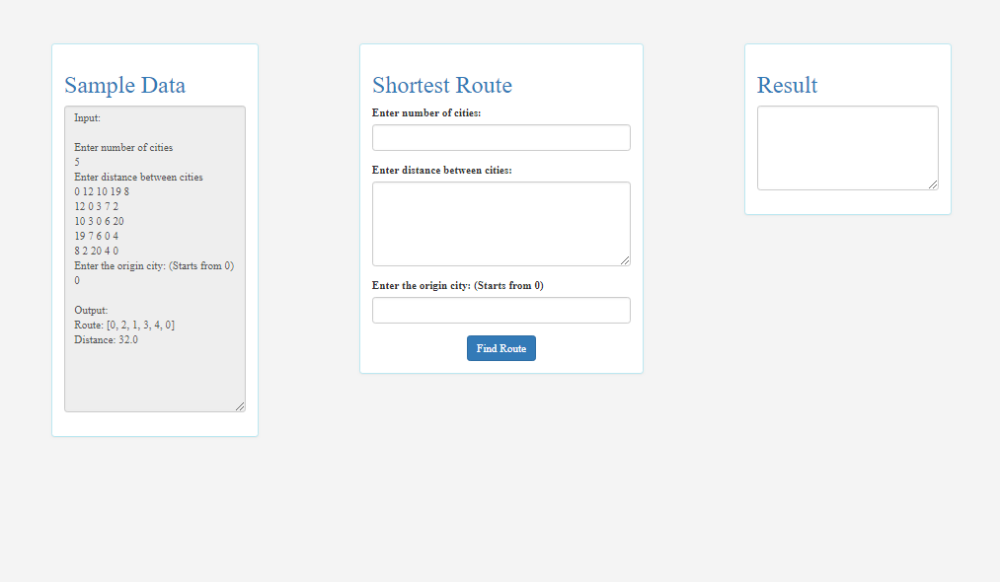 Sample Data
Input:
Enter number of cities
5
Enter distance between cities
0 12 10 19 8
12 0 3 7 2
10 3 0 6 20
19 7 6 0 4
8 2 20 4 0
Enter the origin city: (Starts from 0)
0
Output:
Route: [0, 2, 1, 3, 4, 0]
Distance: 32.0
Shortest Route
Enter number of cities:
Enter distance between cities:
Enter the origin city: (Starts from 0)
Find Route
Result